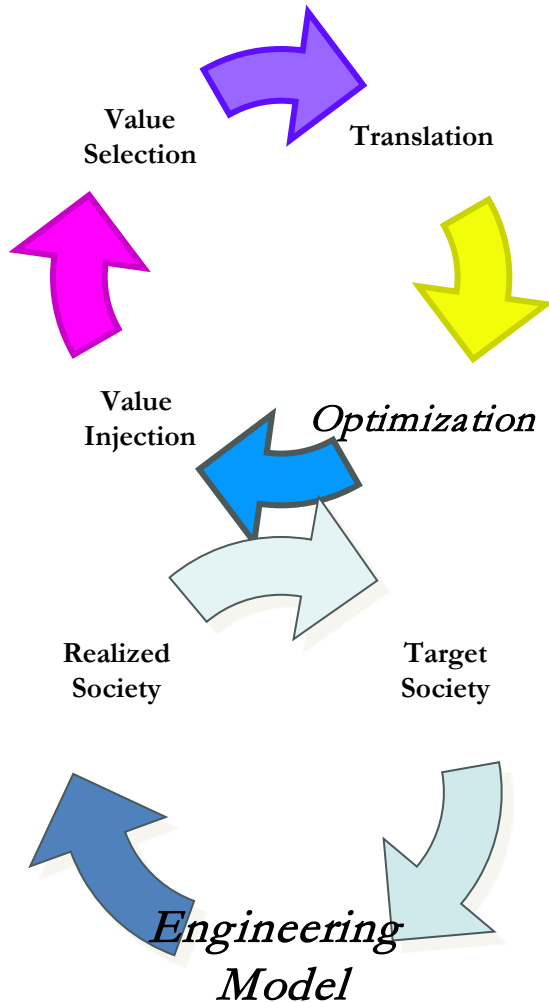 Value
Selection
Translation
Value
Injection
Optimization
Realized
Society
Target
Society
Engineering
Model